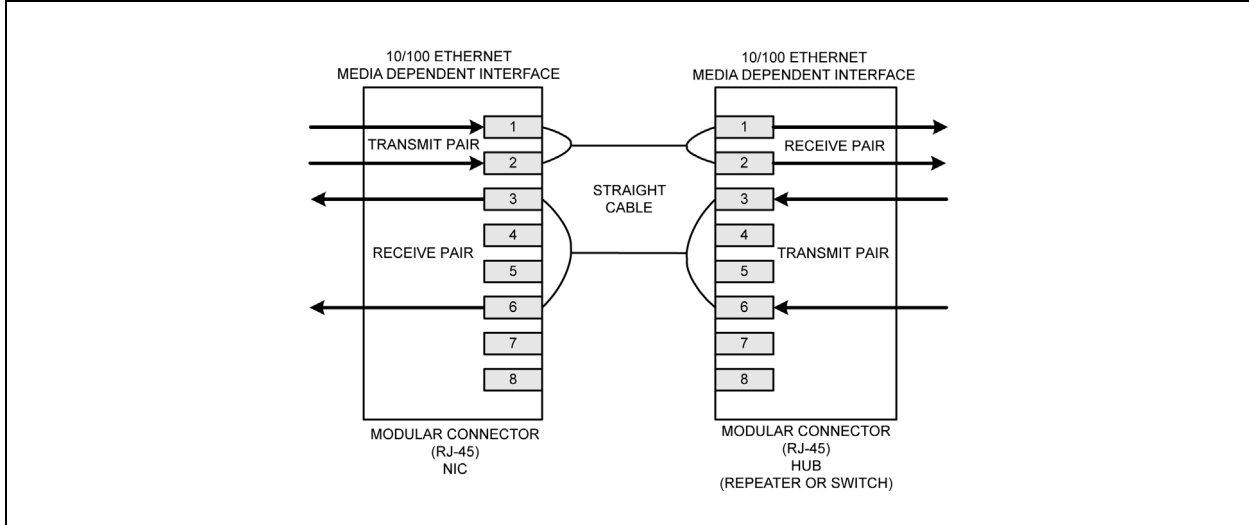 10/100 ETHERNET
MEDIA DEPENDENT INTERFACE
1
TRANSMIT PAIR
2
3
4
RECEIVE PAIR
5
6
7
8
MODULAR CONNECTOR
(RJ-45)
NIC
STRAIGHT
CABLE
10/100 ETHERNET
MEDIA DEPENDENT INTERFACE
1
RECEIVE PAIR
2
3
4
TRANSMIT PAIR
5
6
7
8
MODULAR CONNECTOR
(RJ-45)
HUB
(REPEATER OR SWITCH)